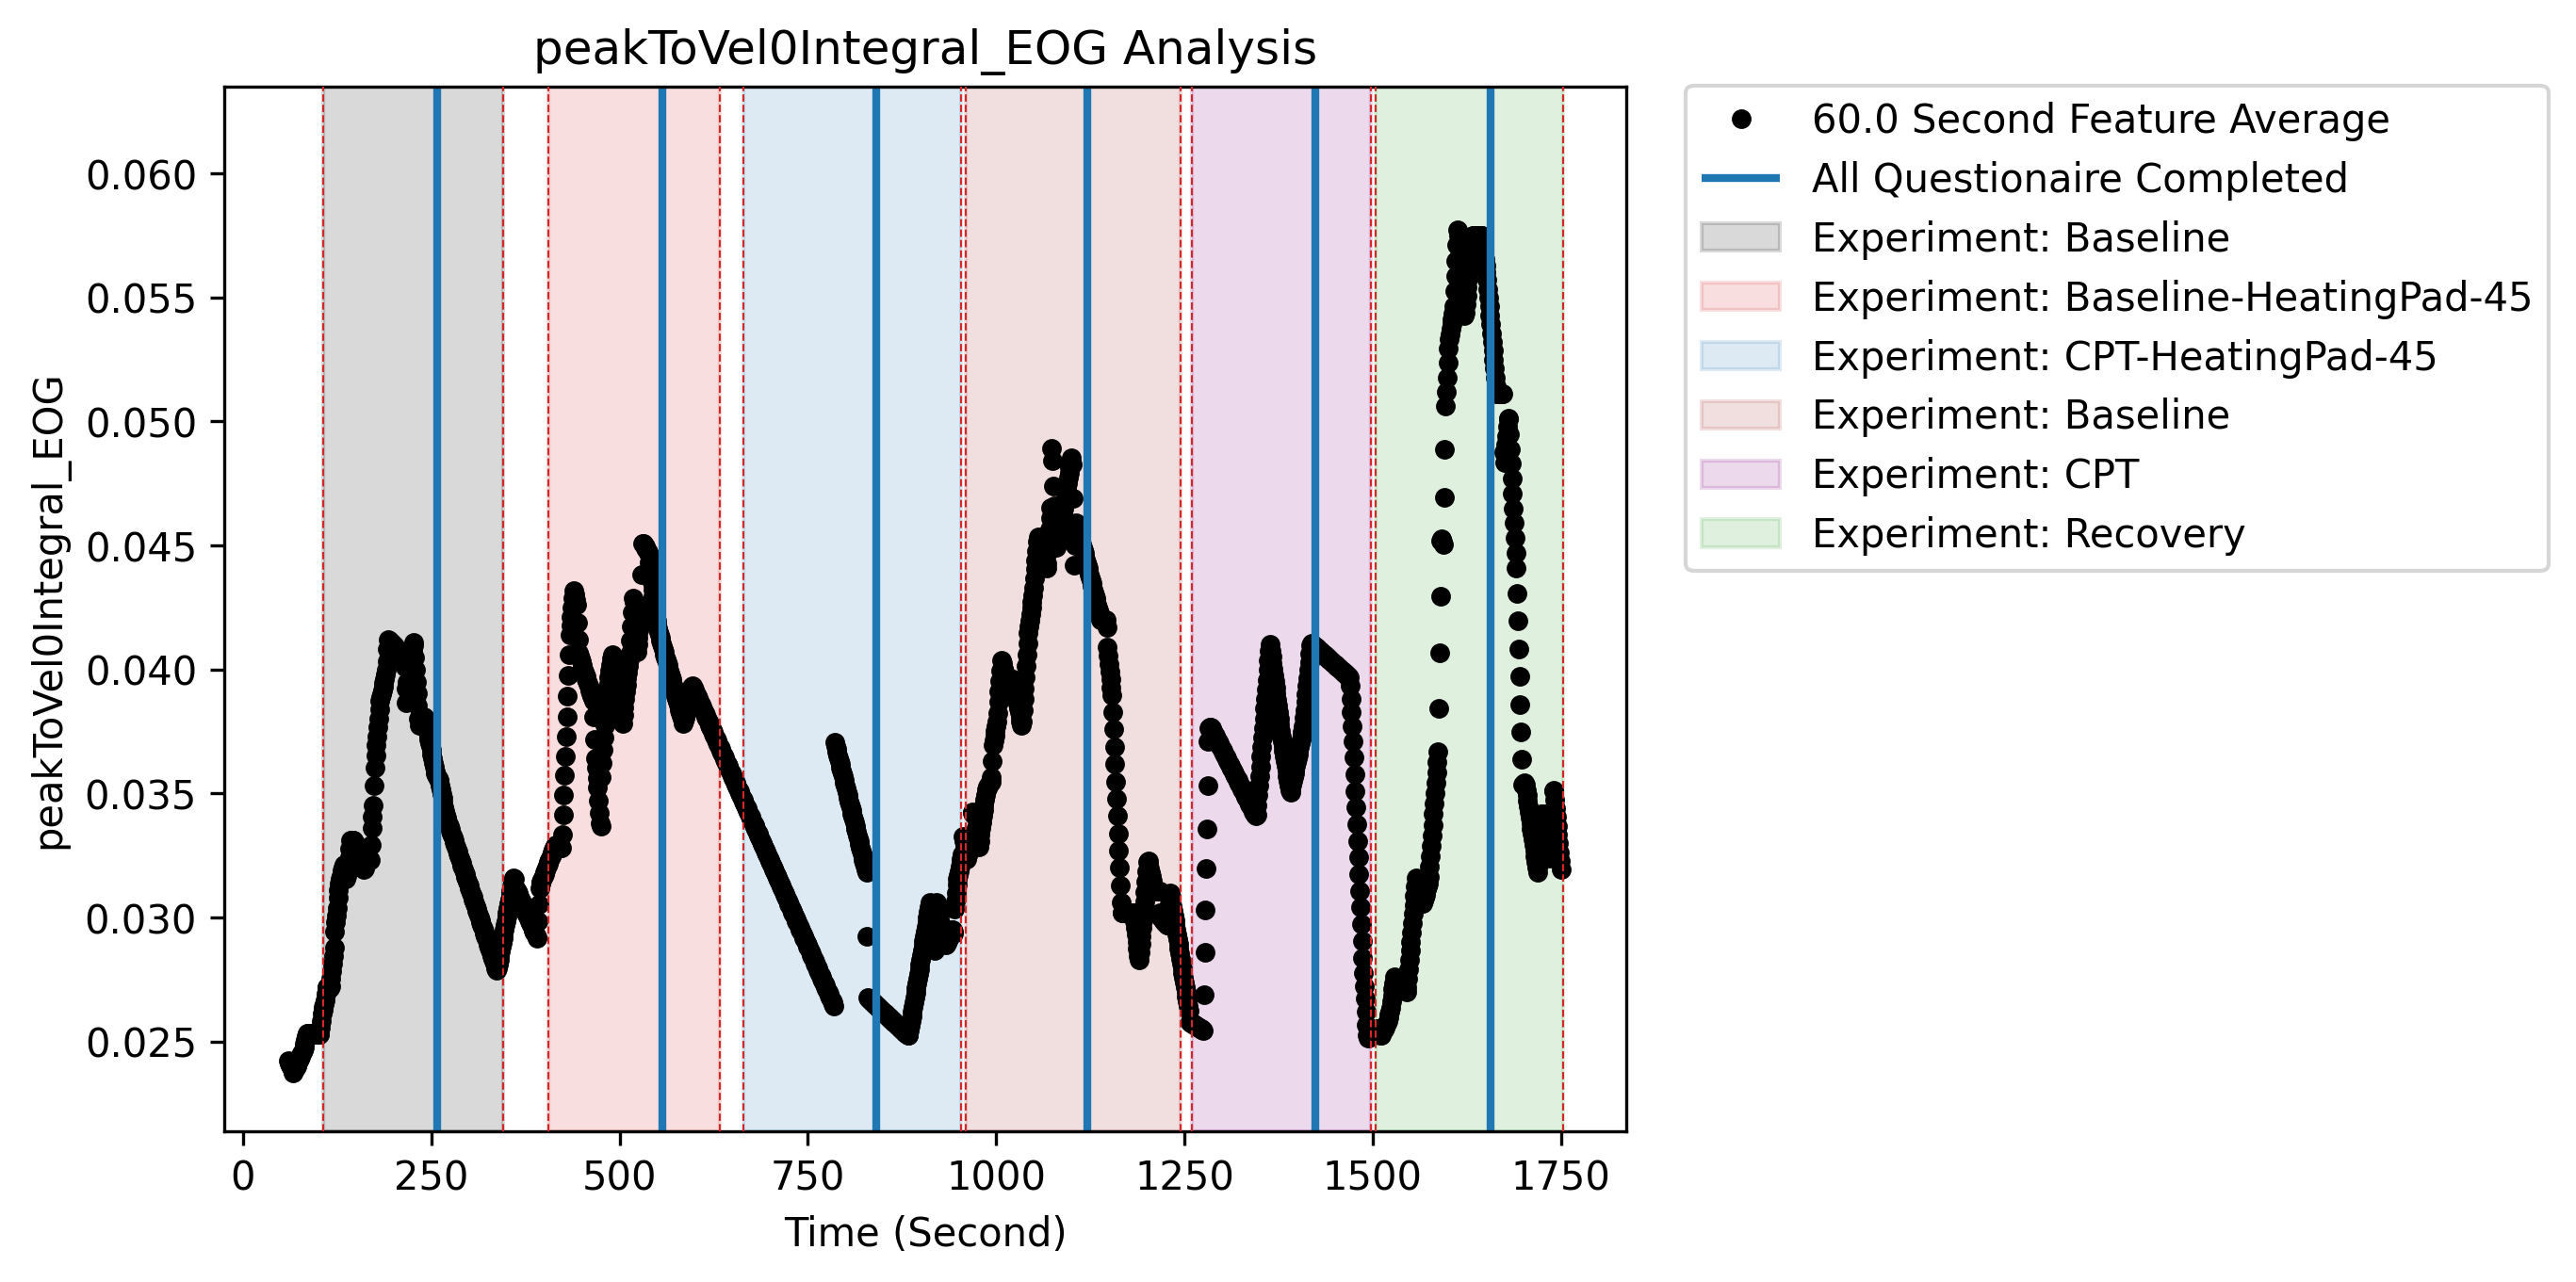 peakToVel0Integral_EOG Analysis
peakToVel0Integral_EOG
0.060
0.055
0.050
0.045
0.040
0.035
0.030
0.025
0 250 500 750 1000 1250 1500 1750
Time (Second)
60.0 Second Feature Average
All Questionaire Completed
Experiment: Baseline
Experiment: Baseline-HeatingPad-45
Experiment: CPT-HeatingPad-45
Experiment: Baseline
Experiment: CPT
Experiment: Recovery